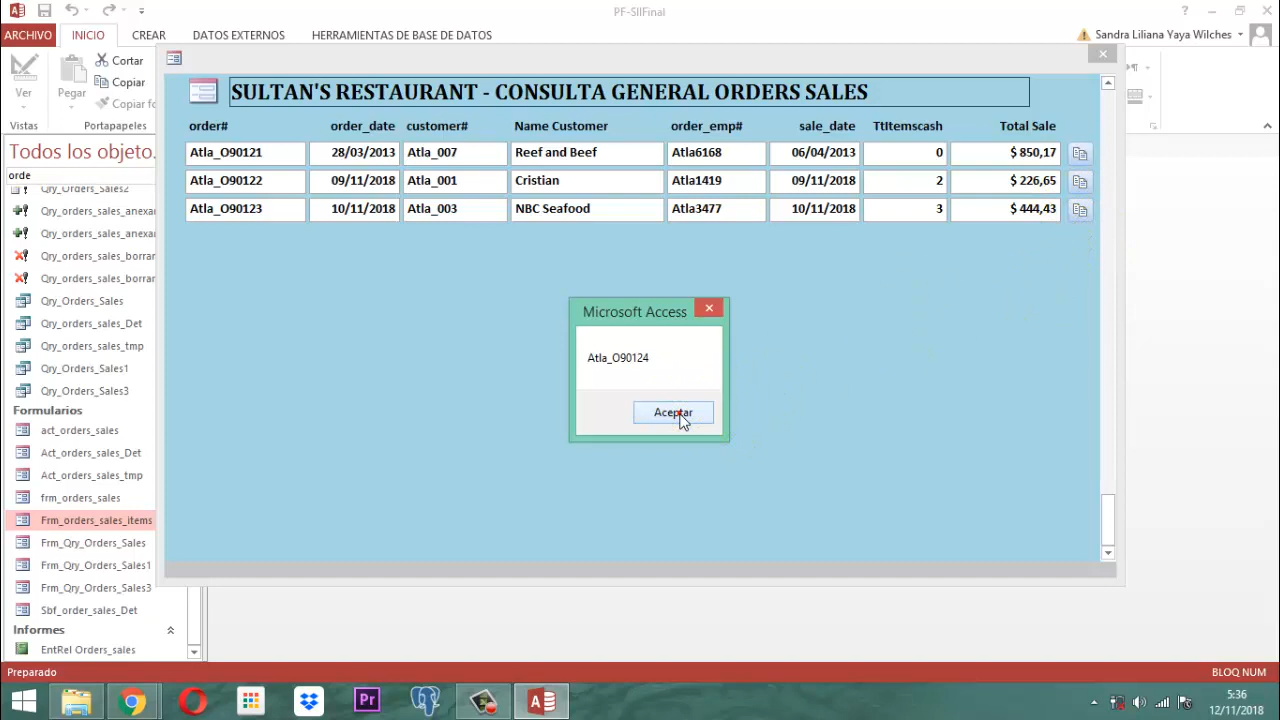 PF-SIIFinal
ARCHIVO INICIO CREAR DATOS EXTERNOS HERRAMIENTAS DE BASE DE DATOS Sandra Liliana Yaya Wilches
Ver
Pegar
Cortar
Copiar
Copiar fo
Vistas Portapapeles
Todos los objeto...
orde
Qry_Orders_Sales2
Qry_orders_sales_anexar
Qry_orders_sales_anexar
Qry_orders_sales_borrar
Qry_orders_sales_borrar
Qry_Orders_Sales
Qry_orders_sales_Det
Qry_orders_sales_tmp
Qry_Orders_Sales1
Qry_Orders_Sales3
Formularios
act_orders_sales
Act_orders_sales_Det
Act_orders_sales_tmp
frm_orders_sales
Frm_orders_sales_items
Frm_Qry_Orders_Sales
Frm_Qry_Orders_Sales1
Frm_Qry_Orders_Sales3
Sbf_order_sales_Det
Informes
EntRel Orders_sales
SULTAN'S RESTAURANT - CONSULTA GENERAL ORDERS SALES
order# order_date customer# Name Customer order_emp# sale_date TtItemscash Total Sale
Atla_O90121 28/03/2013 Atla_007 Reef and Beef Atla6168 06/04/2013 0 $ 850,17
Atla_O90122 09/11/2018 Atla_001 Cristian Atla1419 09/11/2018 2 $ 226,65
Atla_O90123 10/11/2018 Atla_003 NBC Seafood Atla3477 10/11/2018 3 $ 444,43
Microsoft Access
Atla_O90124
Aceptar
Preparado BLOQ NUM
Pr
5:36
12/11/2018